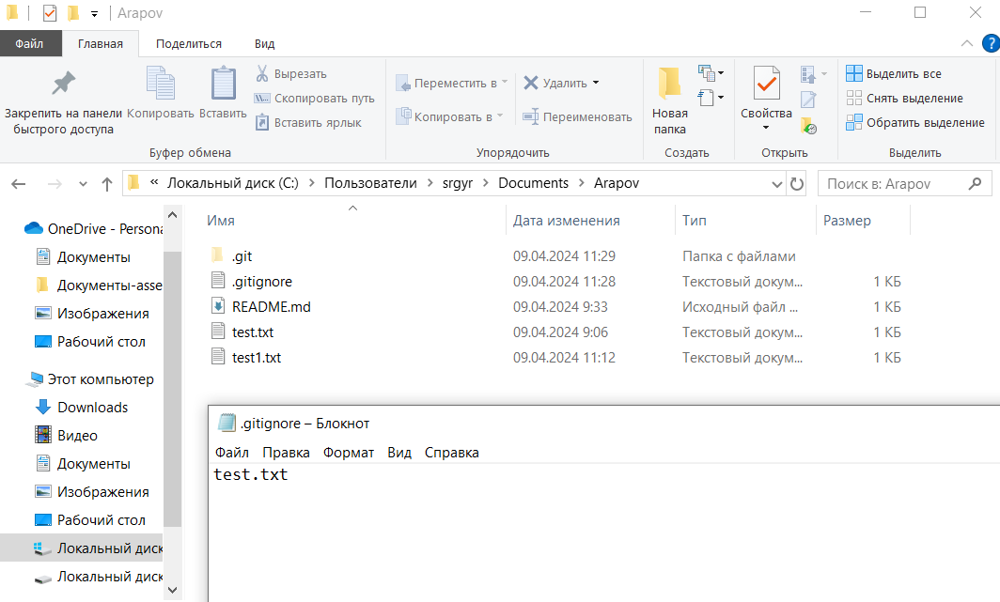 Arapov
Файл Главная Поделиться Вид
Закрепить на панели быстрого доступа
Копировать
Вставить
Вырезать
Скопировать путь
Вставить ярлык
Буфер обмена
Переместить в
Копировать в
Удалить
Переименовать
Упорядочить
Новая папка
Создать
Свойства
Открыть
Выделить все
Снять выделение
Обратить выделение
Выделить
« Локальный диск (C:) > Пользователи > srgyr > Documents > Arapov
Поиск в: Arapov
OneDrive - Persona
Документы
Документы-asse
Изображения
Рабочий стол
Этот компьютер
Downloads
Видео
Документы
Изображения
Рабочий стол
Локальный диск
Локальный диск
Имя Дата изменения Тип Размер
.git 09.04.2024 11:29 Папка с файлами
.gitignore 09.04.2024 11:28 Текстовый докум... 1 КБ
README.md 09.04.2024 9:33 Исходный файл ... 1 КБ
test.txt 09.04.2024 9:06 Текстовый докум... 1 КБ
test1.txt 09.04.2024 11:12 Текстовый докум... 1 КБ
.gitignore – Блокнот
Файл Правка Формат Вид Справка
test.txt